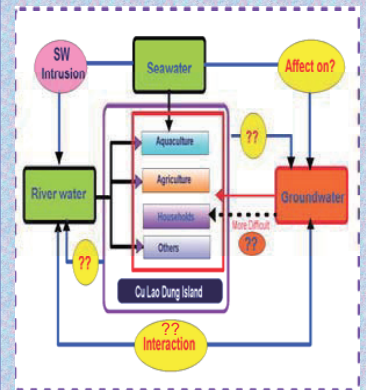 SW
Intrusion
Seawater
Affect on?
Aquaculture
??
Agriculture
River water
Groundwater
Households
More Difficult
??
Others
??
Cu Lao Dung Island
??
Interaction